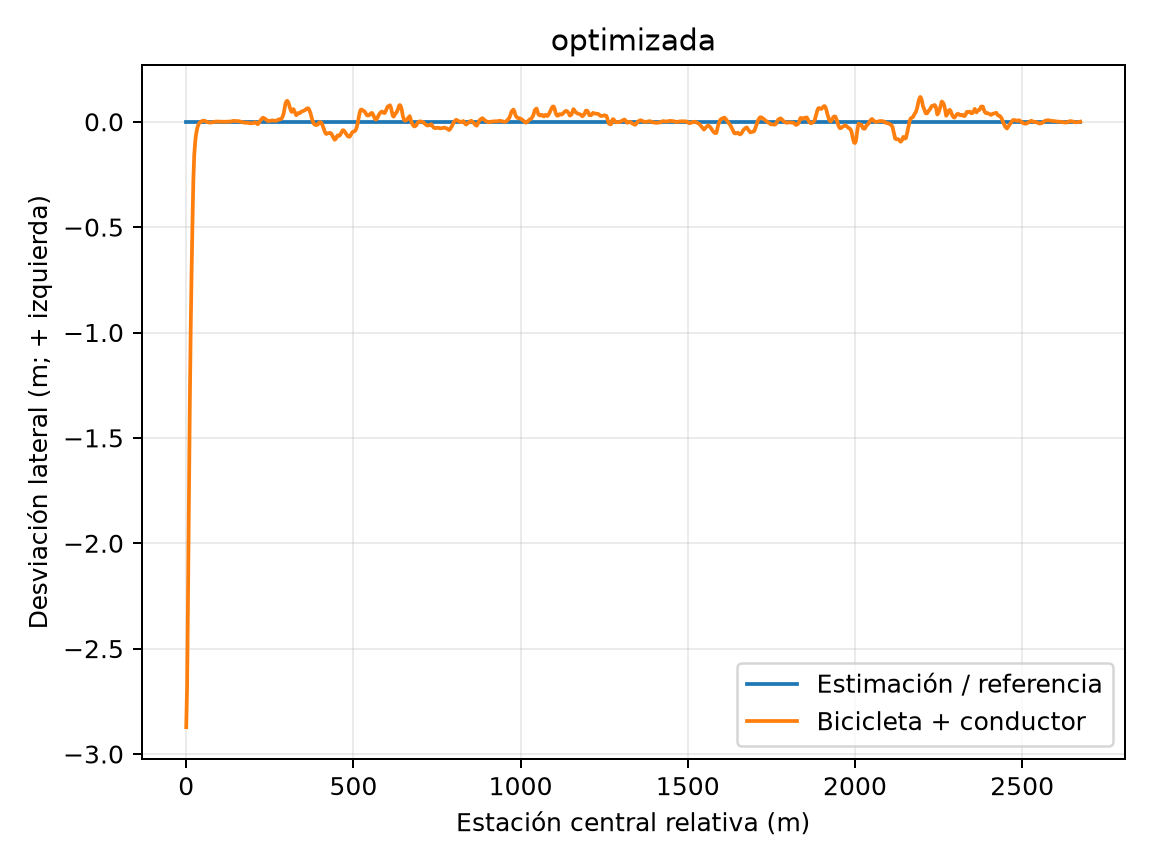 optimizada
0.0
−0.5
−1.0
−1.5
−2.0
−2.5
−3.0
Desviación lateral (m; + izquierda)
Estimación / referencia
Bicicleta + conductor
0
500
1000
1500
2000
2500
Estación central relativa (m)